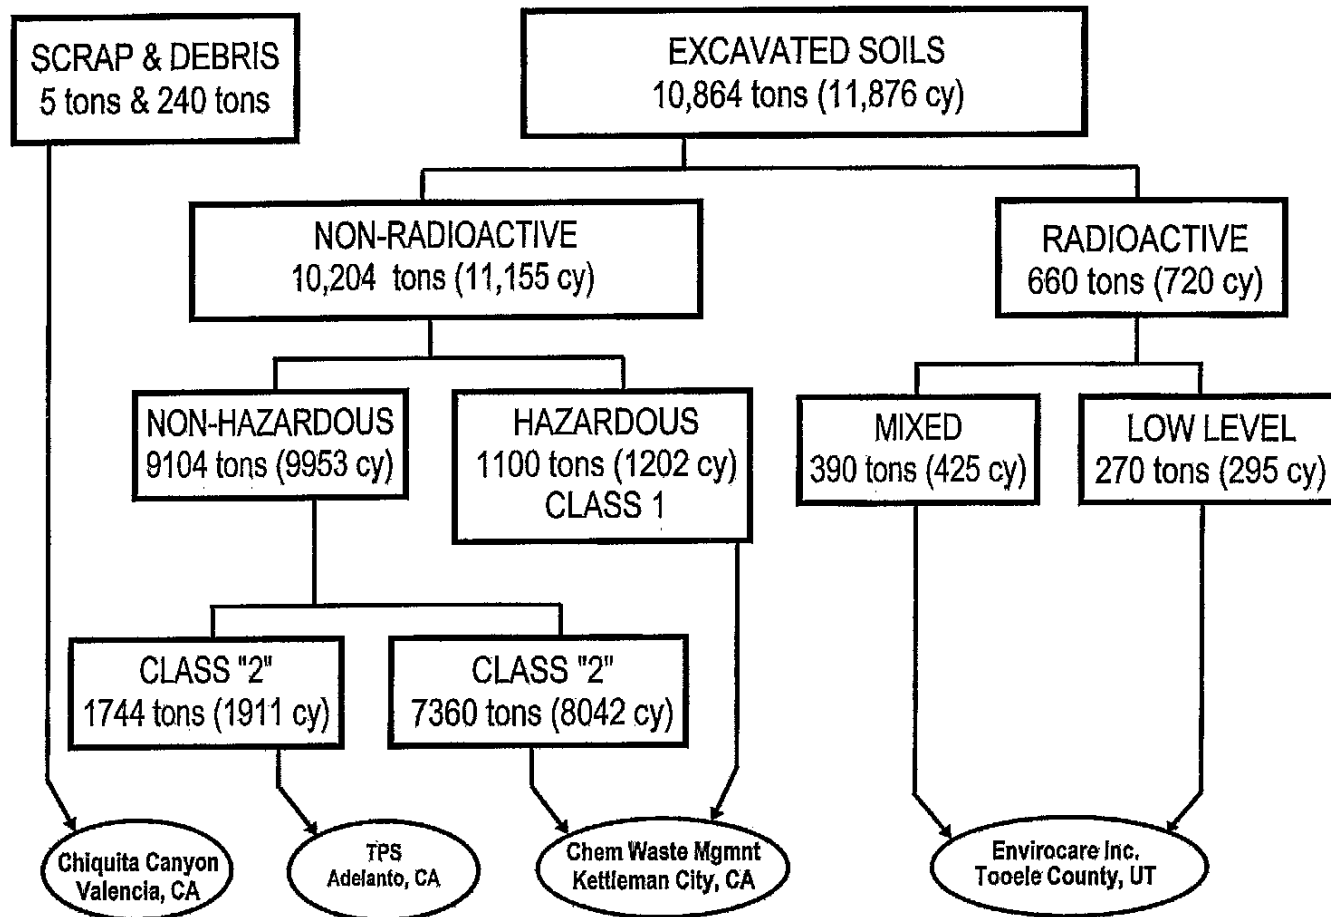 SCRAP & DEBRIS
5 tons & 240 tons
EXCAVATED SOILS
10,864 tons (11,876 cy)
NON-RADIOACTIVE
10,204 tons (11,155 cy)
RADIOACTIVE
660 tons (720 cy)
NON-HAZARDOUS
9104 tons (9953 cy)
HAZARDOUS
1100 tons (1202 cy)
CLASS 1
MIXED
390 tons (425 cy)
LOW LEVEL
270 tons (295 cy)
CLASS "2"
1744 tons (1911 cy)
CLASS "2"
7360 tons (8042 cy)
Chiquita Canyon
Valencia, CA
TPS
Adelanto, CA
Chem Waste Mgmnt
Kettleman City, CA
Envirocare Inc.
Tooele County, UT